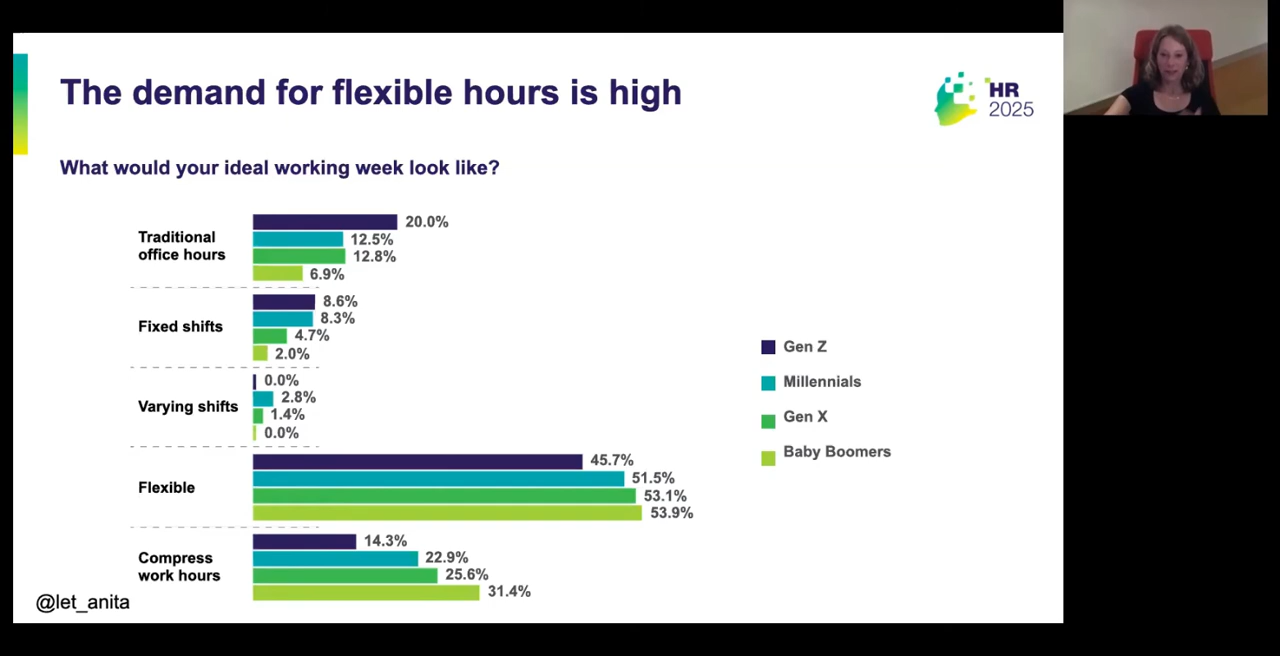 The demand for flexible hours is high
HR
2025
What would your ideal working week look like?
Traditional
office hours
20.0%
12.5%
12.8%
6.9%
Fixed shifts
8.6%
8.3%
4.7%
2.0%
Varying shifts
0.0%
2.8%
1.4%
0.0%
Flexible
45.7%
51.5%
53.1%
53.9%
Compress
work hours
14.3%
22.9%
25.6%
31.4%
Gen Z
Millennials
Gen X
Baby Boomers
@let_anita